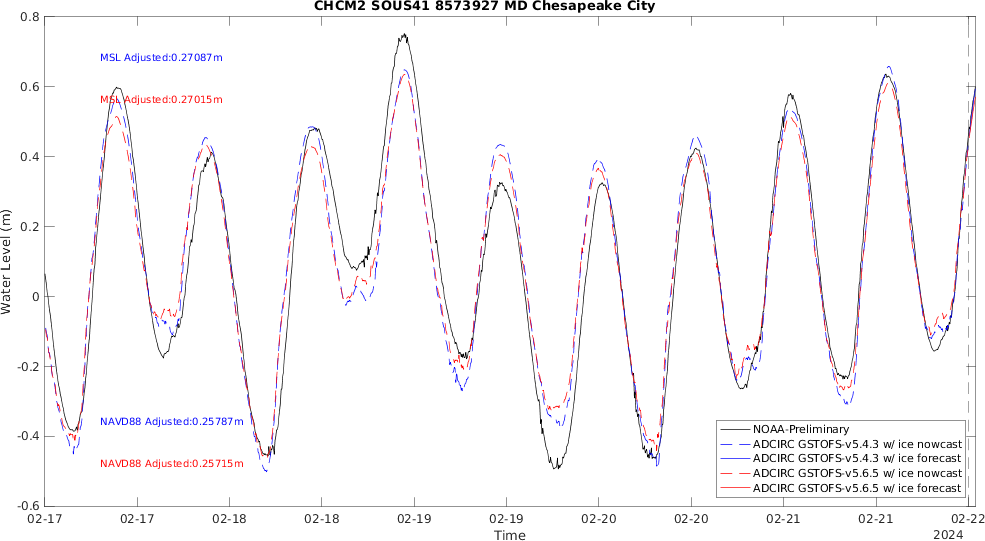 CHCM2 SOUS41 8573927 MD Chesapeake City
0.8
0.6
0.4
0.2
0
-0.2
-0.4
-0.6
Water Level (m)
MSL Adjusted:0.27087m
MSL Adjusted:0.27015m
NAVD88 Adjusted:0.25787m
NAVD88 Adjusted:0.25715m
NOAA-Preliminary
ADCIRC GSTOFS-v5.4.3 w/ ice nowcast
ADCIRC GSTOFS-v5.4.3 w/ ice forecast
ADCIRC GSTOFS-v5.6.5 w/ ice nowcast
ADCIRC GSTOFS-v5.6.5 w/ ice forecast
02-17 02-17 02-18 02-18 02-19 02-19 02-20 02-20 02-21 02-21 02-22
Time
2024